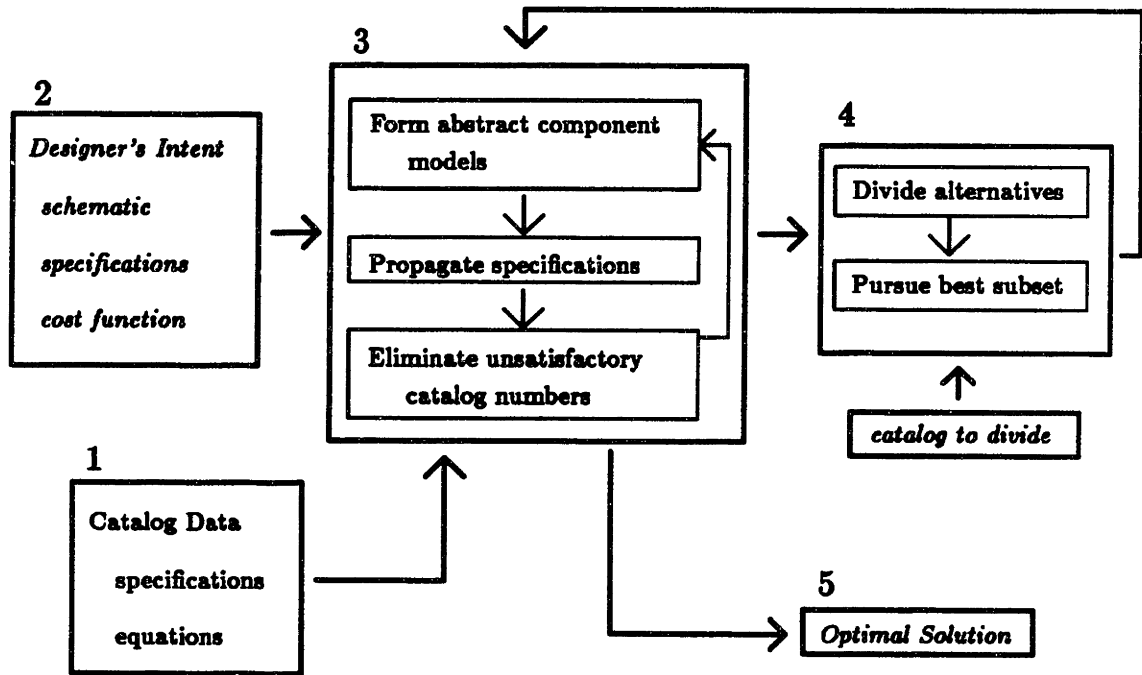 3
Form abstract component
models
Propagate specifications
Eliminate unsatisfactory
catalog numbers
2
Designer's Intent
schematic
specifications
cost function
4
Divide alternatives
Pursue best subset
catalog to divide
1
Catalog Data
specifications
equations
5
Optimal Solution